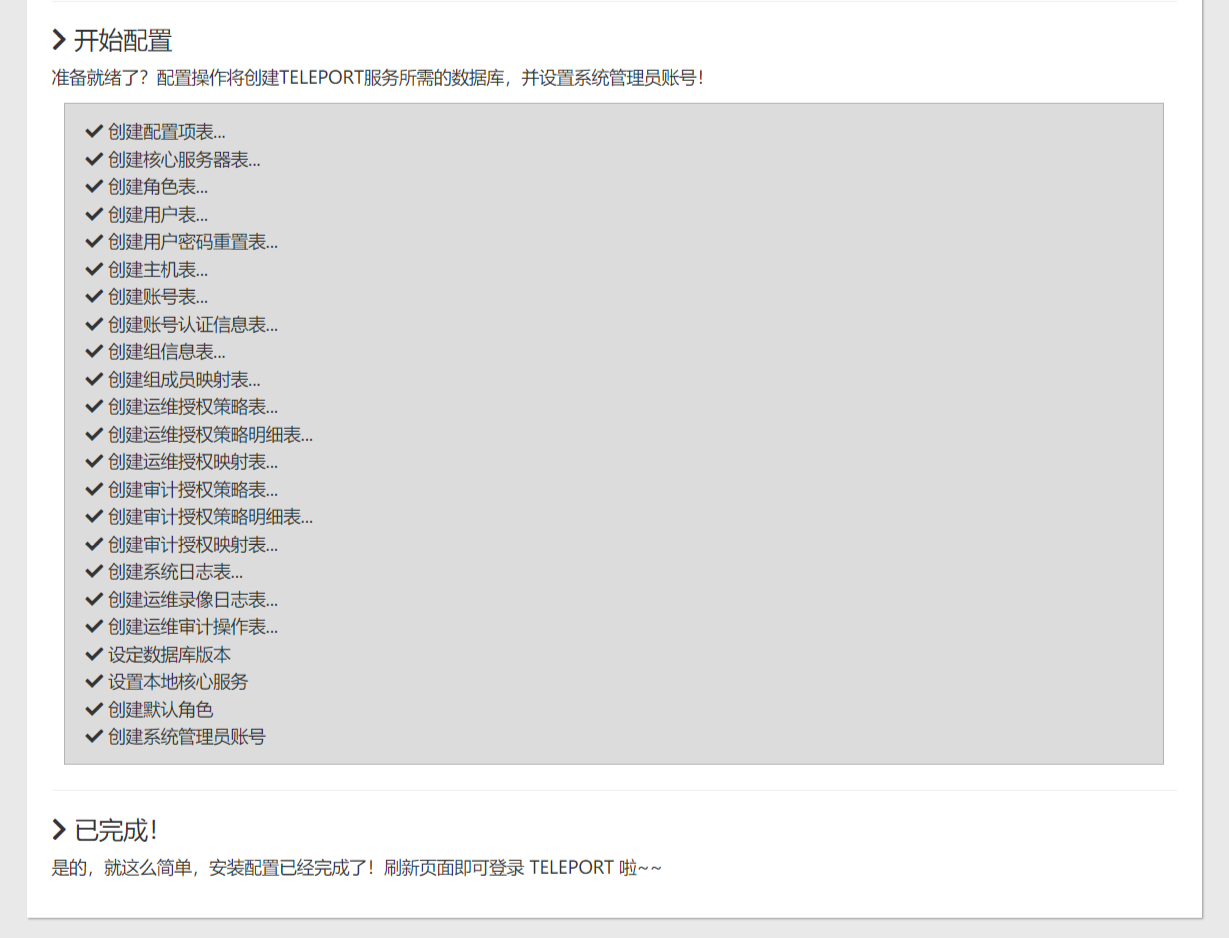 开始配置
准备就绪了？配置操作将创建TELEPORT服务所需的数据库，并设置系统管理员账号！
创建配置项表...
创建核心服务器表...
创建角色表...
创建用户表...
创建用户密码重置表...
创建主机表...
创建账号表...
创建账号认证信息表...
创建组信息表...
创建组成员映射表...
创建运维授权策略表...
创建运维授权策略明细表...
创建运维授权映射表...
创建审计授权策略表...
创建审计授权策略明细表...
创建审计授权映射表...
创建系统日志表...
创建运维录像日志表...
创建运维审计操作表...
设定数据库版本
设置本地核心服务
创建默认角色
创建系统管理员账号
已完成！
是的，就这么简单，安装配置已经完成了！刷新页面即可登录 TELEPORT 啦~~